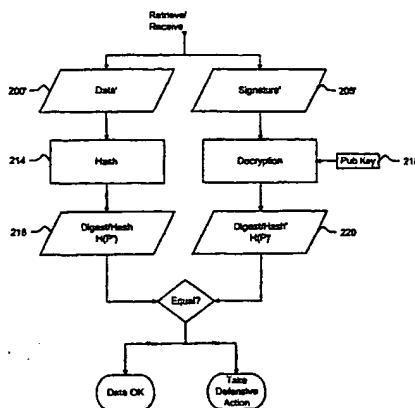 Retrieve/
Receive
200'
Data'
Signature'
205'
214
Hash
Decryption
Pub Key
218
Digest/Hash
H(P')
Digest/Hash'
H(P)'
220
Equal?
Data OK
Take
Defensive
Action